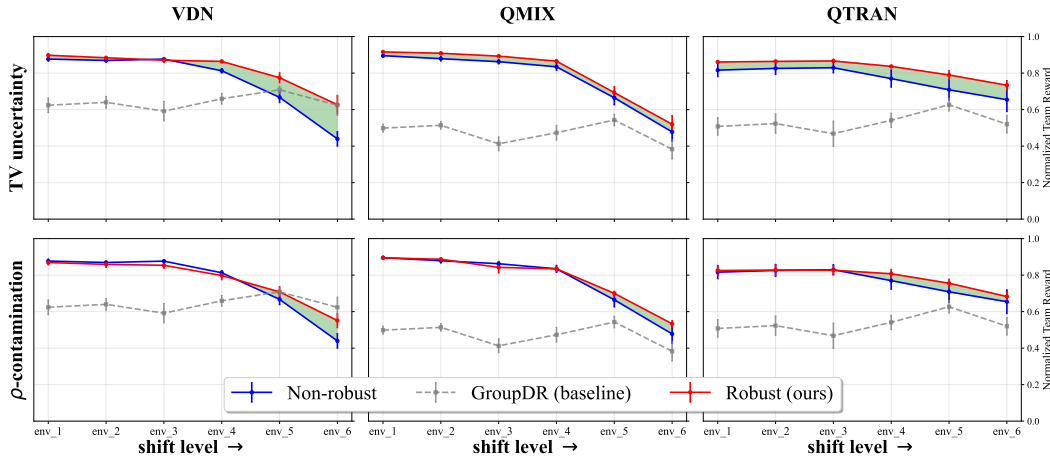 VDN QMIX QTRAN
TV uncertainty
1.0
0.8
0.6
0.4
0.2
0.0
Normalized Team Reward
ρ-contamination
1.0
0.8
0.6
0.4
0.2
0.0
Normalized Team Reward
Non-robust GroupDR (baseline) Robust (ours)
env_1 env_2 env_3 env_4 env_5 env_6 env_1 env_2 env_3 env_4 env_5 env_6 env_1 env_2 env_3 env_4 env_5 env_6
shift level → shift level → shift level →